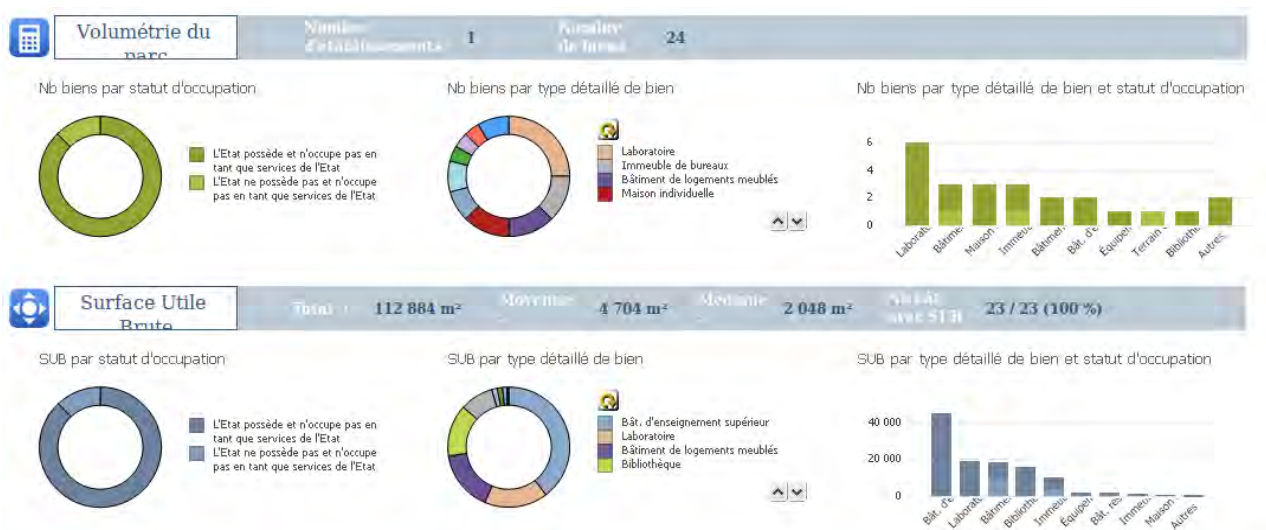 Volumétrie du
parc
Nombre
d'établissements
1
Nombre
de biens
24
Nb biens par statut d'occupation
Nb biens par type détaillé de bien
Nb biens par type détaillé de bien et statut d'occupation
L'Etat possède et n'occupe pas en
tant que services de l'Etat
L'Etat ne possède pas et n'occupe
pas en tant que services de l'Etat
Laboratoire
Immeuble de bureaux
Bâtiment de logements meublés
Maison individuelle
6
4
2
0
Laborato
Bâtimen
Maison
Immeu
Bâtimen
Bât. d'e
Équipen
Terrain
Bibliothe
Autres
Surface Utile
Brute
Total :
112 884 m²
Moyenne
4 704 m²
Médiane
2 048 m²
Nb bât.
avec SUB
23 / 23 (100 %)
SUB par statut d'occupation
SUB par type détaillé de bien
SUB par type détaillé de bien et statut d'occupation
L'Etat possède et n'occupe pas en
tant que services de l'Etat
L'Etat ne possède pas et n'occupe
pas en tant que services de l'Etat
Bât. d'enseignement supérieur
Laboratoire
Bâtiment de logements meublés
Bibliothèque
40 000
20 000
0
Bât. d'e
Laborat
Bâtime
Bibliothe
Immeu
Équipen
Bât. res
Immeu
Maison
Autres